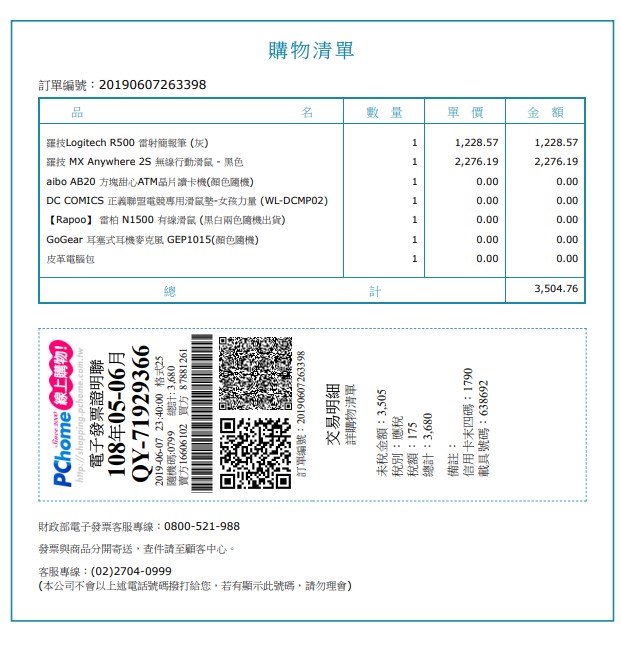 購物清單
訂單編號：20190607263398
品 名 數 量 單 價 金 額
羅技Logitech R500 雷射簡報筆 (灰) 1 1,228.57 1,228.57
羅技 MX Anywhere 2S 無線行動滑鼠 - 黑色 1 2,276.19 2,276.19
aibo AB20 方塊甜心ATM晶片讀卡機(顏色隨機) 1 0.00 0.00
DC COMICS 正義聯盟電競專用滑鼠墊-女孩力量 (WL-DCMP02) 1 0.00 0.00
【Rapoo】 雷柏 N1500 有線滑鼠 (黑白兩色隨機出貨) 1 0.00 0.00
GoGear 耳塞式耳機麥克風 GEP1015(顏色隨機) 1 0.00 0.00
皮革電腦包 1 0.00 0.00
總 計 3,504.76
PChome 線上購物!
http://shopping.pchome.com.tw
電子發票證明聯
108年05-06月
QY-71929366
2019-06-07 23:40:00 格式25
隨機碼:0799 總計: 3,680
賣方16606102 買方 87881261
訂單編號：20190607263398
交易明細
詳購物清單
未稅金額：3,505
稅別：應稅
稅額：175
總計：3,680
備註：
信用卡末四碼：1790
載具號碼：638692
財政部電子發票客服專線：0800-521-988
發票與商品分開寄送，查件請至顧客中心。
客服專線：(02)2704-0999
(本公司不會以上述電話號碼撥打給您，若有顯示此號碼，請勿理會)